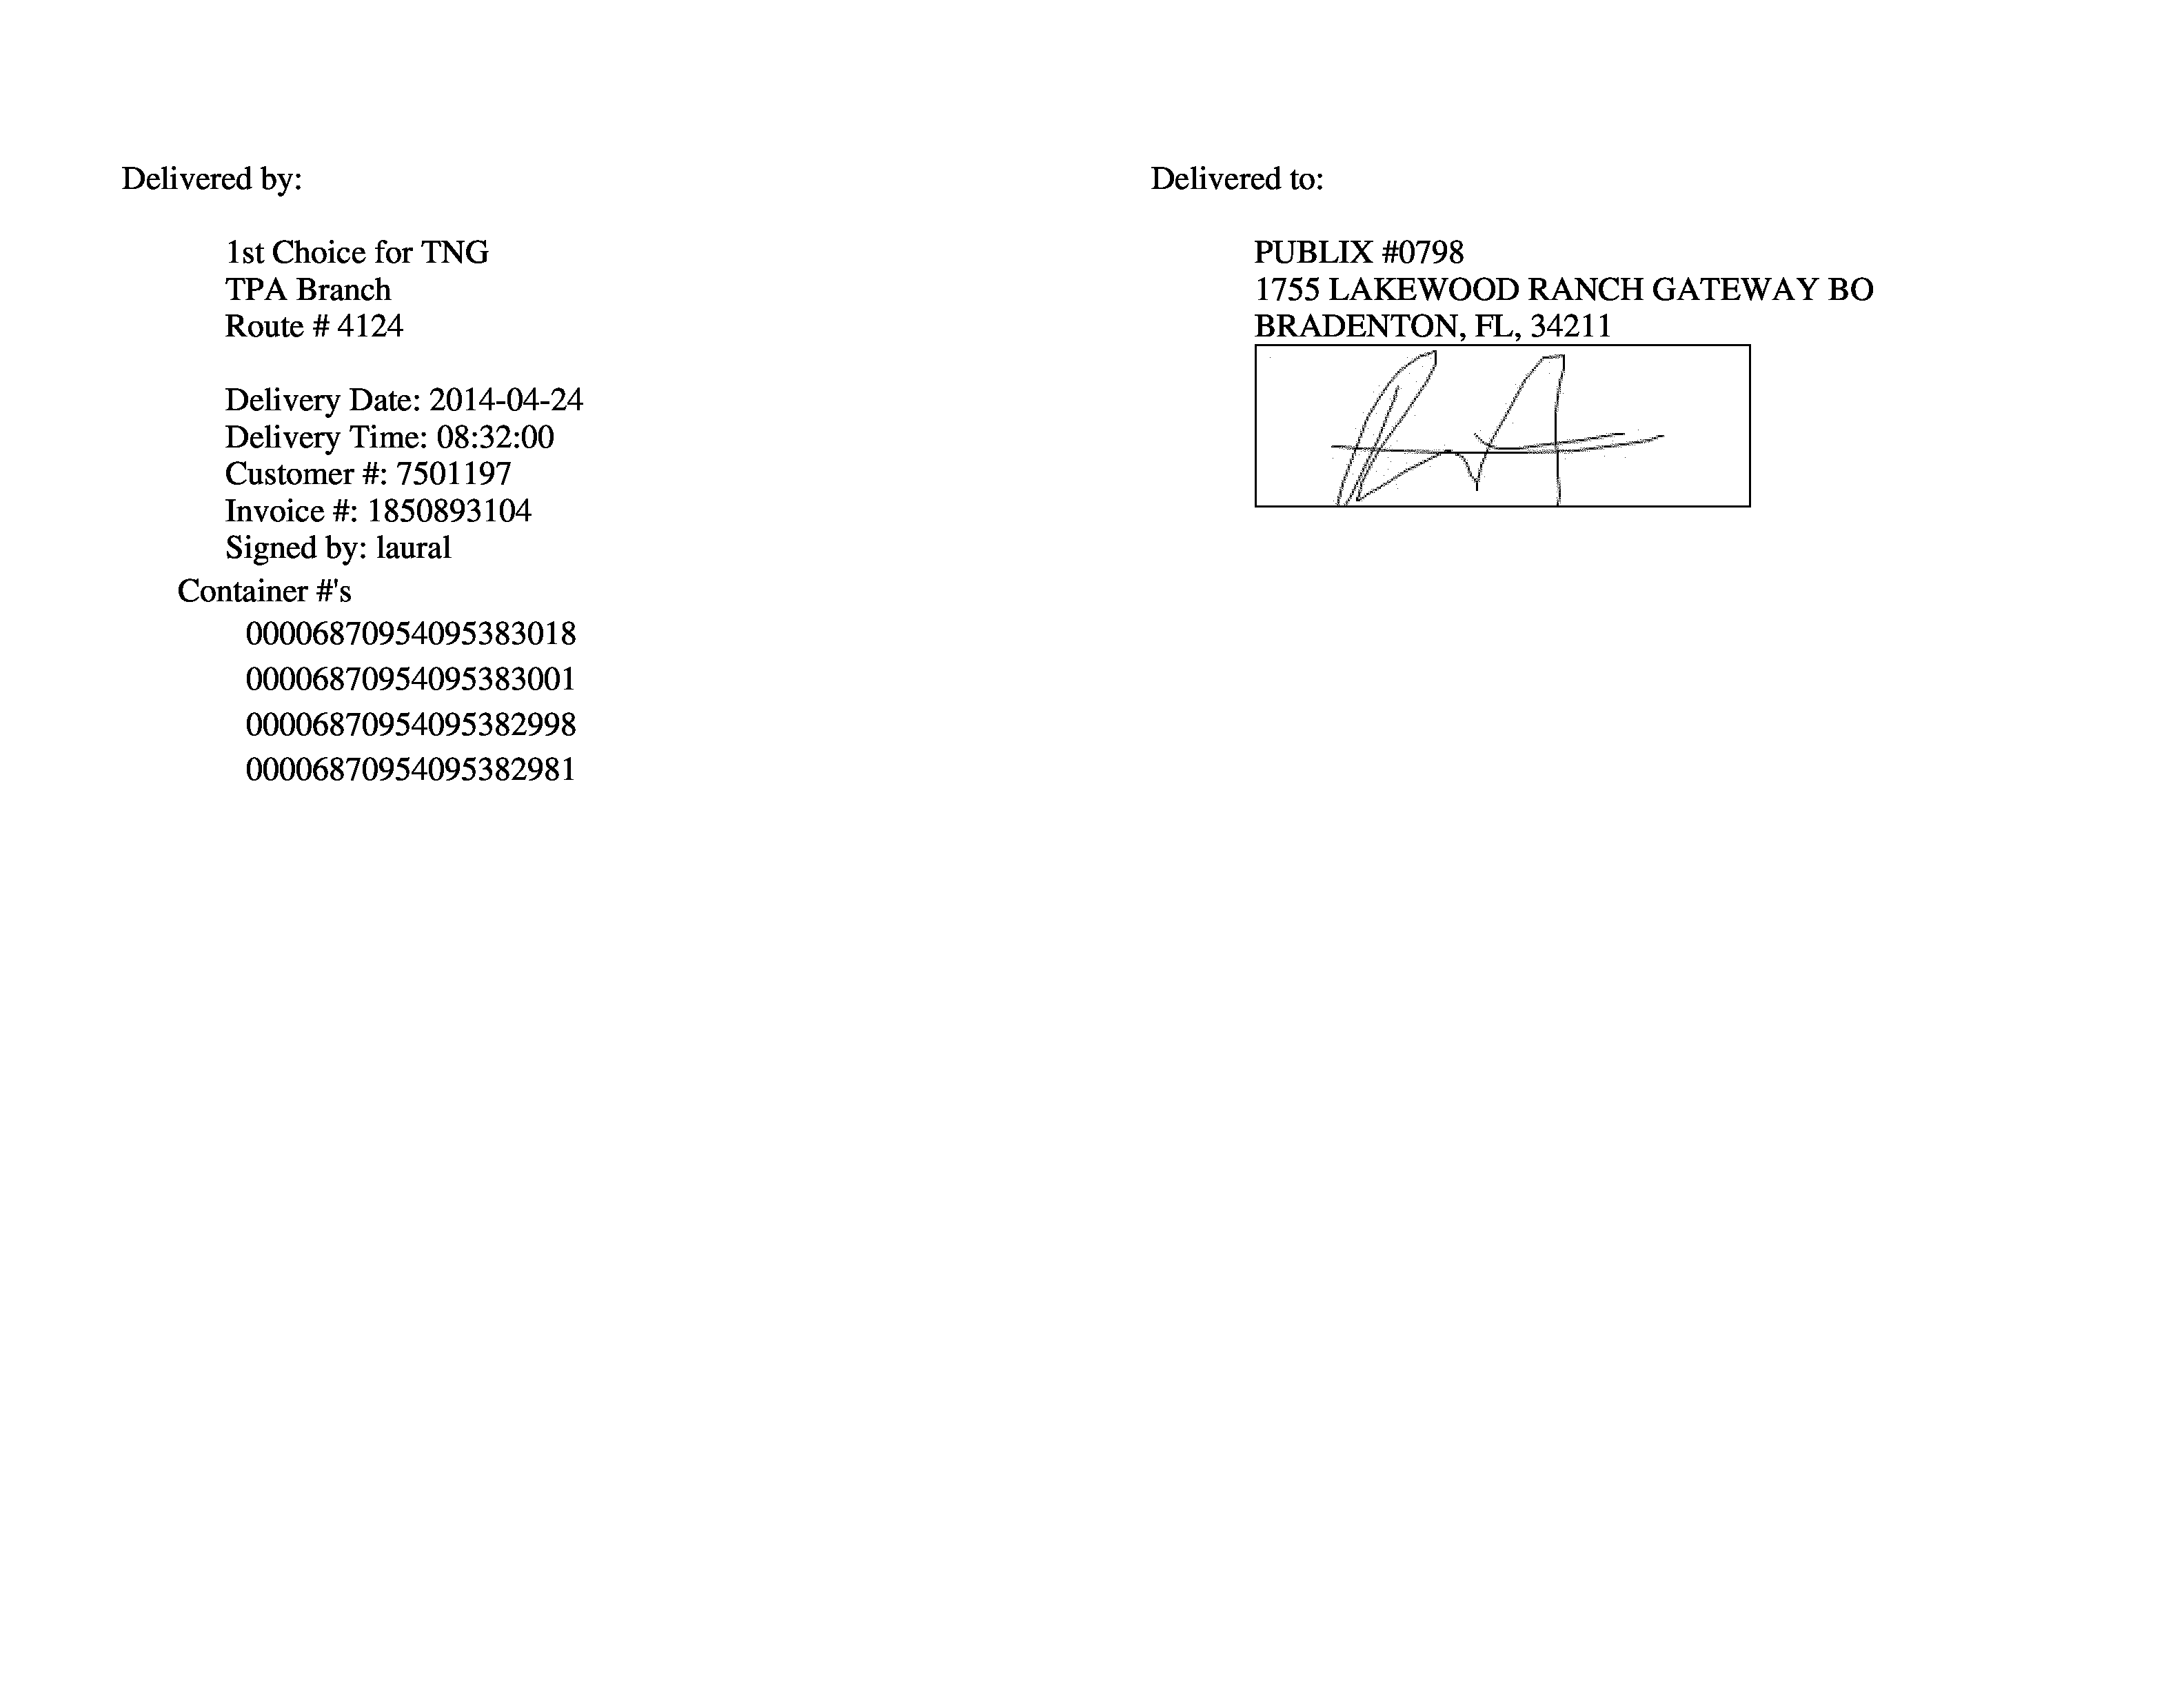 Delivered by:
1st Choice for TNG
TPA Branch
Route # 4124
Delivery Date: 2014-04-24
Delivery Time: 08:32:00
Customer #: 7501197
Invoice #: 1850893104
Signed by: laural
Container #'s
00006870954095383018
00006870954095383001
00006870954095382998
00006870954095382981
Delivered to:
PUBLIX #0798
1755 LAKEWOOD RANCH GATEWAY BO
BRADENTON, FL, 34211